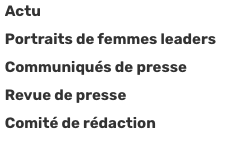 Actu
Portraits de femmes leaders
Communiqués de presse
Revue de presse
Comité de rédaction